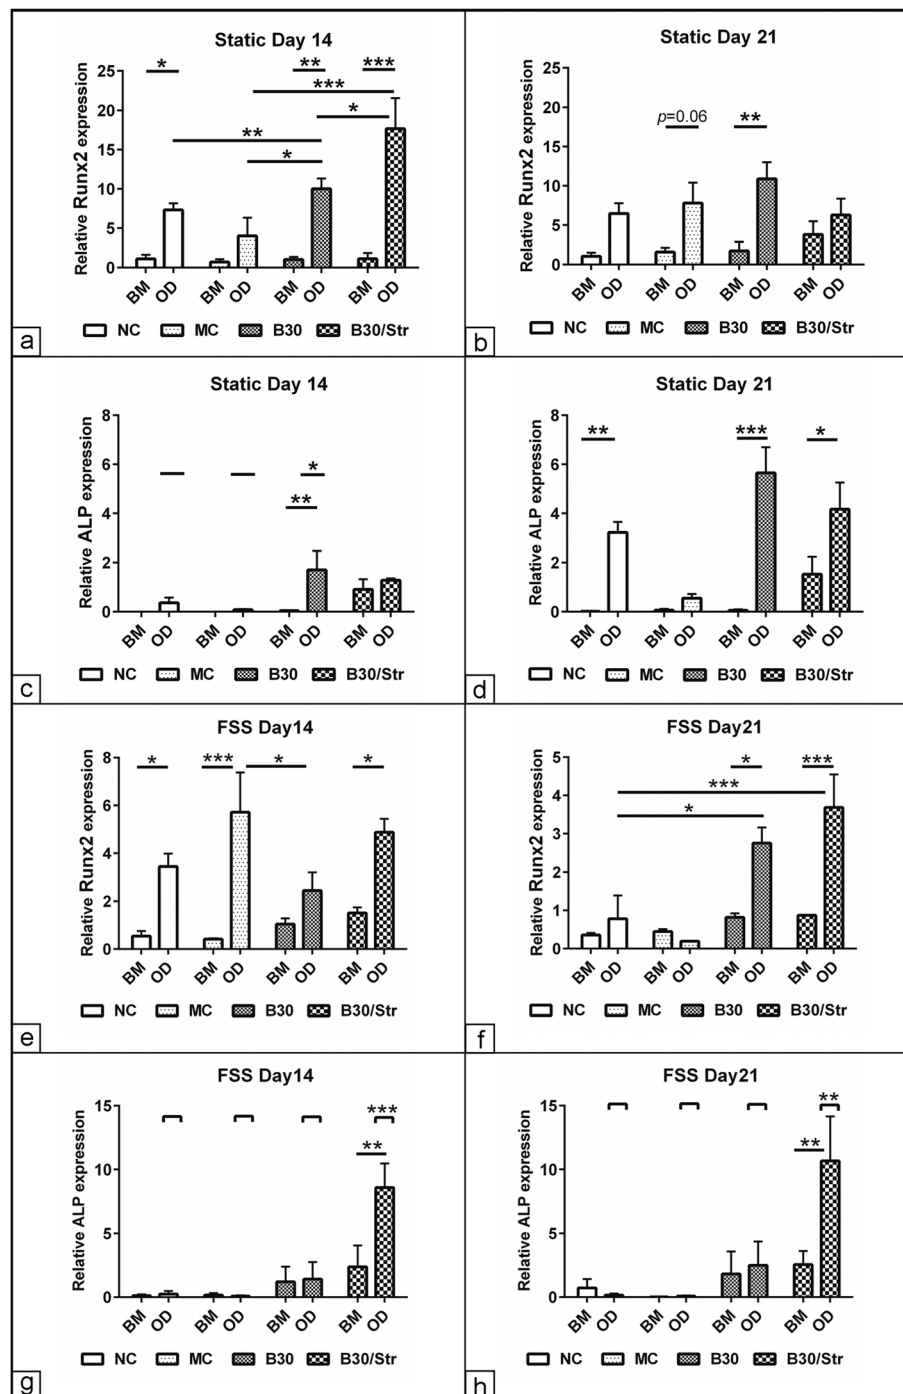 Static Day 14
Relative Runx2 expression
25
20
15
10
5
0
*
**
***
***
*
**
*
BM OD BM OD BM OD BM OD
NC MC B30 B30/Str
a
Static Day 21
Relative Runx2 expression
25
20
15
10
5
0
p=0.06
**
BM OD BM OD BM OD BM OD
NC MC B30 B30/Str
b
Static Day 14
Relative ALP expression
8
6
4
2
0
*
**
BM OD BM OD BM OD BM OD
NC MC B30 B30/Str
c
Static Day 21
Relative ALP expression
8
6
4
2
0
**
***
*
BM OD BM OD BM OD BM OD
NC MC B30 B30/Str
d
FSS Day14
Relative Runx2 expression
8
6
4
2
0
*
***
*
*
BM OD BM OD BM OD BM OD
NC MC B30 B30/Str
e
FSS Day21
Relative Runx2 expression
5
4
3
2
1
0
*
***
***
*
BM OD BM OD BM OD BM OD
NC MC B30 B30/Str
f
FSS Day14
Relative ALP expression
15
10
5
0
***
**
BM OD BM OD BM OD BM OD
NC MC B30 B30/Str
g
FSS Day21
Relative ALP expression
15
10
5
0
**
**
BM OD BM OD BM OD BM OD
NC MC B30 B30/Str
h